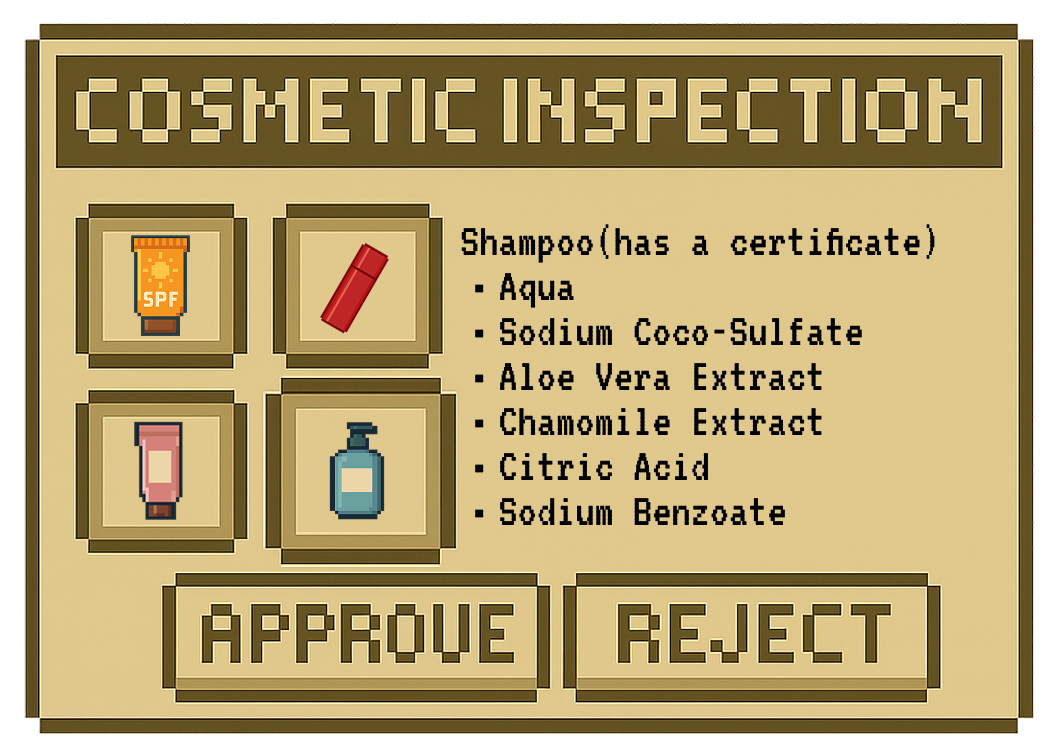 COSMETIC INSPECTION
SPF
Shampoo(has a certificate)
▪ Aqua
▪ Sodium Coco-Sulfate
▪ Aloe Vera Extract
▪ Chamomile Extract
▪ Citric Acid
▪ Sodium Benzoate
APPROVE
REJECT